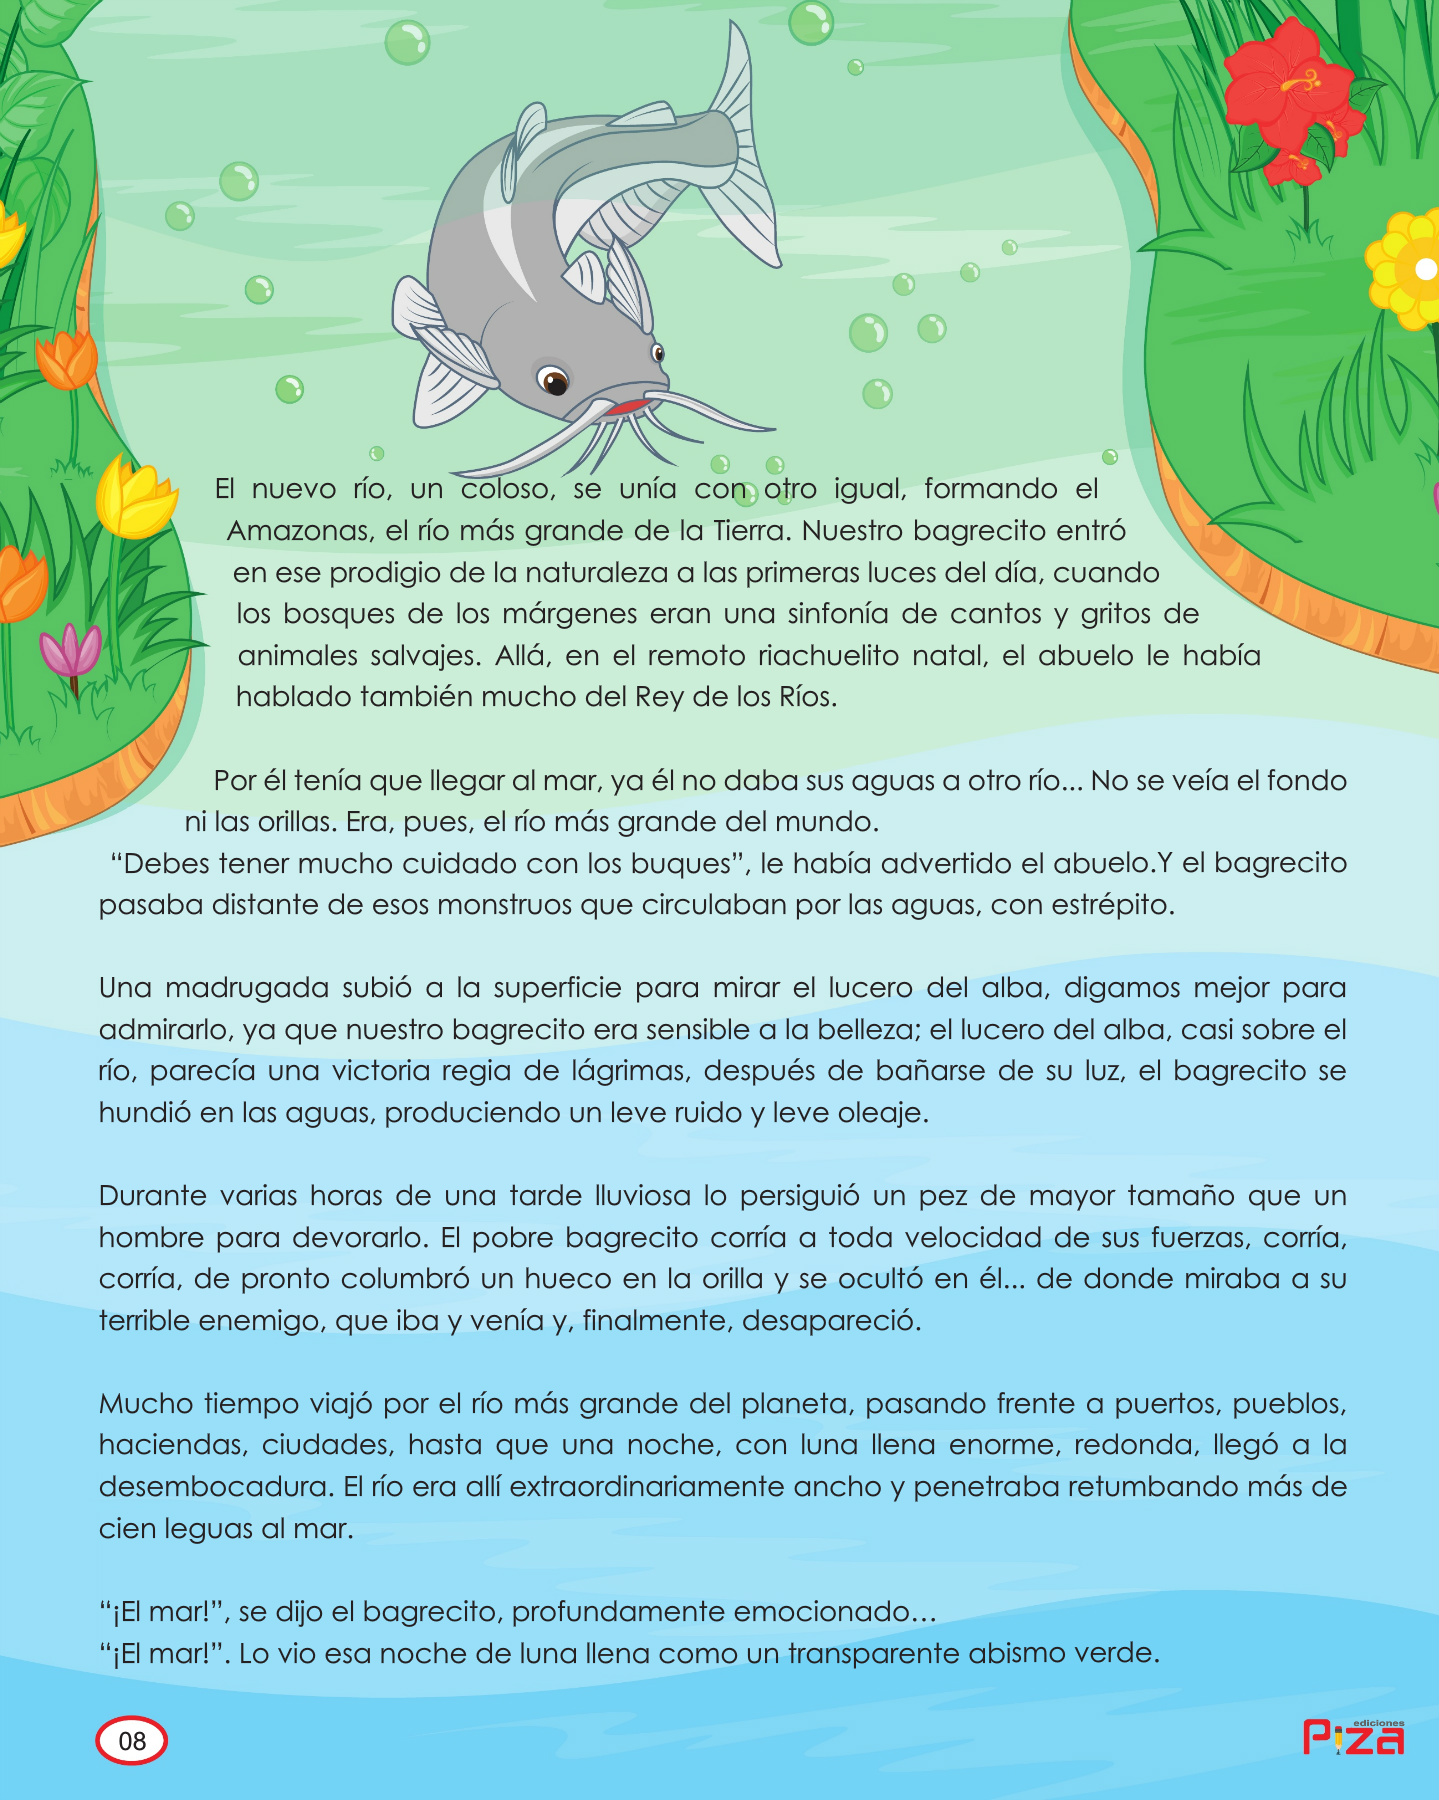 El nuevo río, un coloso, se unía con otro igual, formando el
Amazonas, el río más grande de la Tierra. Nuestro bagrecito entró
en ese prodigio de la naturaleza a las primeras luces del día, cuando
los bosques de los márgenes eran una sinfonía de cantos y gritos de
animales salvajes. Allá, en el remoto riachuelito natal, el abuelo le había
hablado también mucho del Rey de los Ríos.
Por él tenía que llegar al mar, ya él no daba sus aguas a otro río... No se veía el fondo
ni las orillas. Era, pues, el río más grande del mundo.
“Debes tener mucho cuidado con los buques”, le había advertido el abuelo.Y el bagrecito
pasaba distante de esos monstruos que circulaban por las aguas, con estrépito.
Una madrugada subió a la superficie para mirar el lucero del alba, digamos mejor para
admirarlo, ya que nuestro bagrecito era sensible a la belleza; el lucero del alba, casi sobre el
río, parecía una victoria regia de lágrimas, después de bañarse de su luz, el bagrecito se
hundió en las aguas, produciendo un leve ruido y leve oleaje.
Durante varias horas de una tarde lluviosa lo persiguió un pez de mayor tamaño que un
hombre para devorarlo. El pobre bagrecito corría a toda velocidad de sus fuerzas, corría,
corría, de pronto columbró un hueco en la orilla y se ocultó en él... de donde miraba a su
terrible enemigo, que iba y venía y, finalmente, desapareció.
Mucho tiempo viajó por el río más grande del planeta, pasando frente a puertos, pueblos,
haciendas, ciudades, hasta que una noche, con luna llena enorme, redonda, llegó a la
desembocadura. El río era allí extraordinariamente ancho y penetraba retumbando más de
cien leguas al mar.
“¡El mar!”, se dijo el bagrecito, profundamente emocionado…
“¡El mar!”. Lo vio esa noche de luna llena como un transparente abismo verde.
08
ediciones
Piza